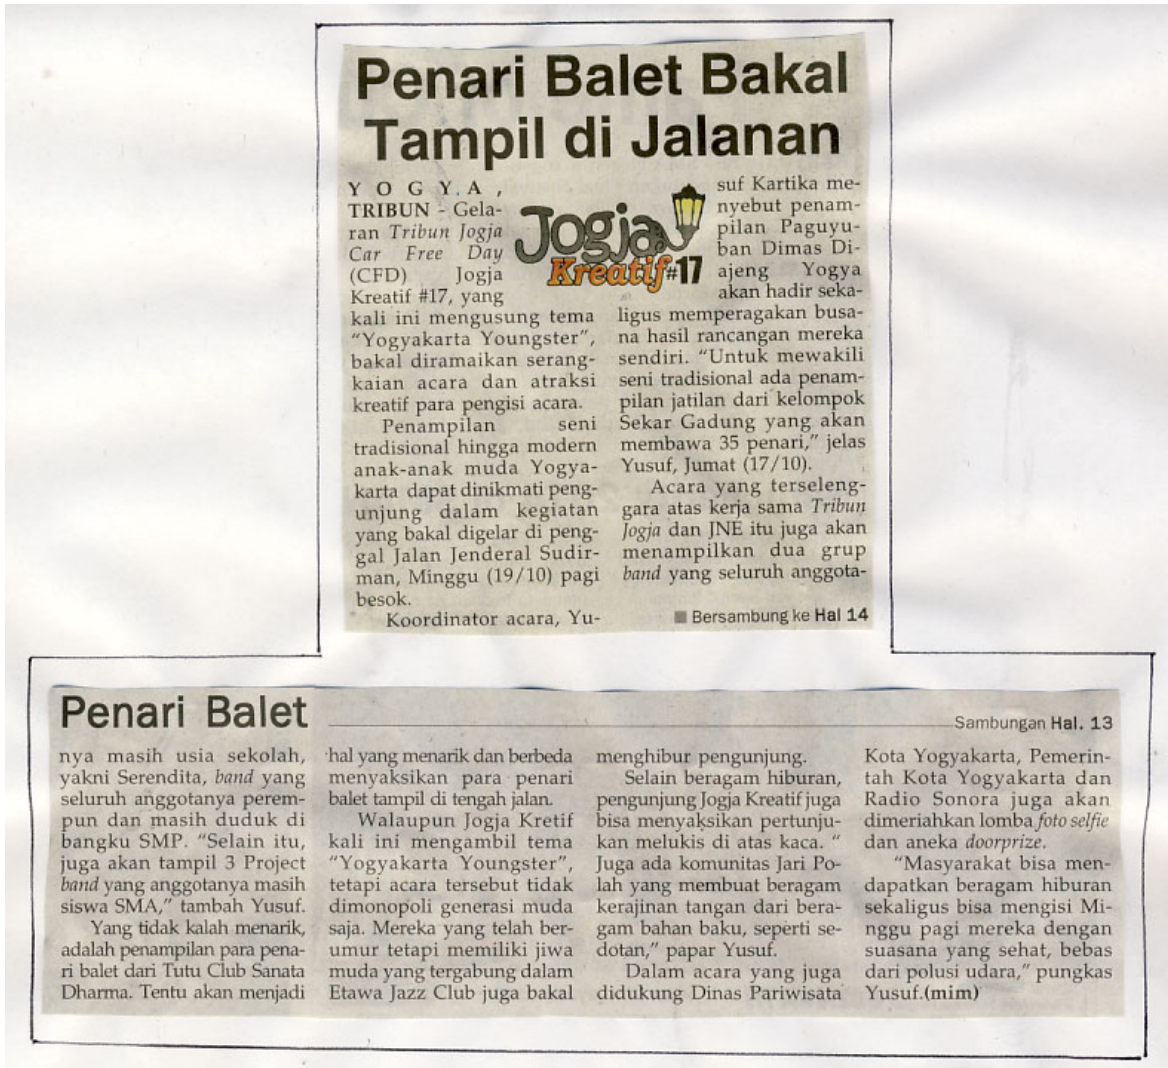 Penari Balet Bakal
Tampil di Jalanan
YOGYA,
TRIBUN - Gela-
ran Tribun Jogja
Car Free Day
(CFD) Jogja
Kreatif #17, yang
kali ini mengusung tema
“Yogyakarta Youngster”,
bakal diramaikan serang-
kaian acara dan atraksi
kreatif para pengisi acara.
Penampilan seni
tradisional hingga modern
anak-anak muda Yogya-
karta dapat dinikmati peng-
unjung dalam kegiatan
yang bakal digelar di peng-
gal Jalan Jenderal Sudir-
man, Minggu (19/10) pagi
besok.
Koordinator acara, Yu-
Jogja
Kreatif#17
suf Kartika me-
nyebut penam-
pilan Paguyu-
ban Dimas Di-
ajeng Yogya
akan hadir seka-
ligus memperagakan busa-
na hasil rancangan mereka
sendiri. “Untuk mewakili
seni tradisional ada penam-
pilan jatilan dari kelompok
Sekar Gadung yang akan
membawa 35 penari,” jelas
Yusuf, Jumat (17/10).
Acara yang terseleng-
gara atas kerja sama Tribun
Jogja dan JNE itu juga akan
menampilkan dua grup
band yang seluruh anggota-
■ Bersambung ke Hal 14
Penari Balet
Sambungan Hal. 13
nya masih usia sekolah,
yakni Serendita, band yang
seluruh anggotanya perem-
pun dan masih duduk di
bangku SMP. “Selain itu,
juga akan tampil 3 Project
band yang anggotanya masih
siswa SMA,” tambah Yusuf.
Yang tidak kalah menarik,
adalah penampilan para pena-
ri balet dari Tutu Club Sanata
Dharma. Tentu akan menjadi
hal yang menarik dan berbeda
menyaksikan para penari
balet tampil di tengah jalan.
Walaupun Jogja Kretif
kali ini mengambil tema
“Yogyakarta Youngster”,
tetapi acara tersebut tidak
dimonopoli generasi muda
saja. Mereka yang telah ber-
umur tetapi memiliki jiwa
muda yang tergabung dalam
Etawa Jazz Club juga bakal
menghibur pengunjung.
Selain beragam hiburan,
pengunjung Jogja Kreatif juga
bisa menyaksikan pertunju-
kan melukis di atas kaca. “
Juga ada komunitas Jari Po-
lah yang membuat beragam
kerajinan tangan dari bera-
gam bahan baku, seperti se-
dotan,” papar Yusuf.
Dalam acara yang juga
didukung Dinas Pariwisata
Kota Yogyakarta, Pemerin-
tah Kota Yogyakarta dan
Radio Sonora juga akan
dimeriahkan lomba foto selfie
dan aneka doorprize.
“Masyarakat bisa men-
dapatkan beragam hiburan
sekaligus bisa mengisi Mi-
nggu pagi mereka dengan
suasana yang sehat, bebas
dari polusi udara,” pungkas
Yusuf.(mim)